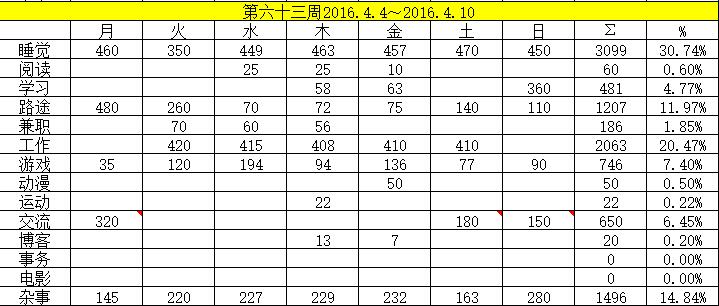 第六十三周2016.4.4～2016.4.10
月 火 水 木 金 土 日 Σ %
睡觉 460 350 449 463 457 470 450 3099 30.74%
阅读 25 25 10 60 0.60%
学习 58 63 360 481 4.77%
路途 480 260 70 72 75 140 110 1207 11.97%
兼职 70 60 56 186 1.85%
工作 420 415 408 410 410 2063 20.47%
游戏 35 120 194 94 136 77 90 746 7.40%
动漫 50 50 0.50%
运动 22 22 0.22%
交流 320 180 150 650 6.45%
博客 13 7 20 0.20%
事务 0 0.00%
电影 0 0.00%
杂事 145 220 227 229 232 163 280 1496 14.84%